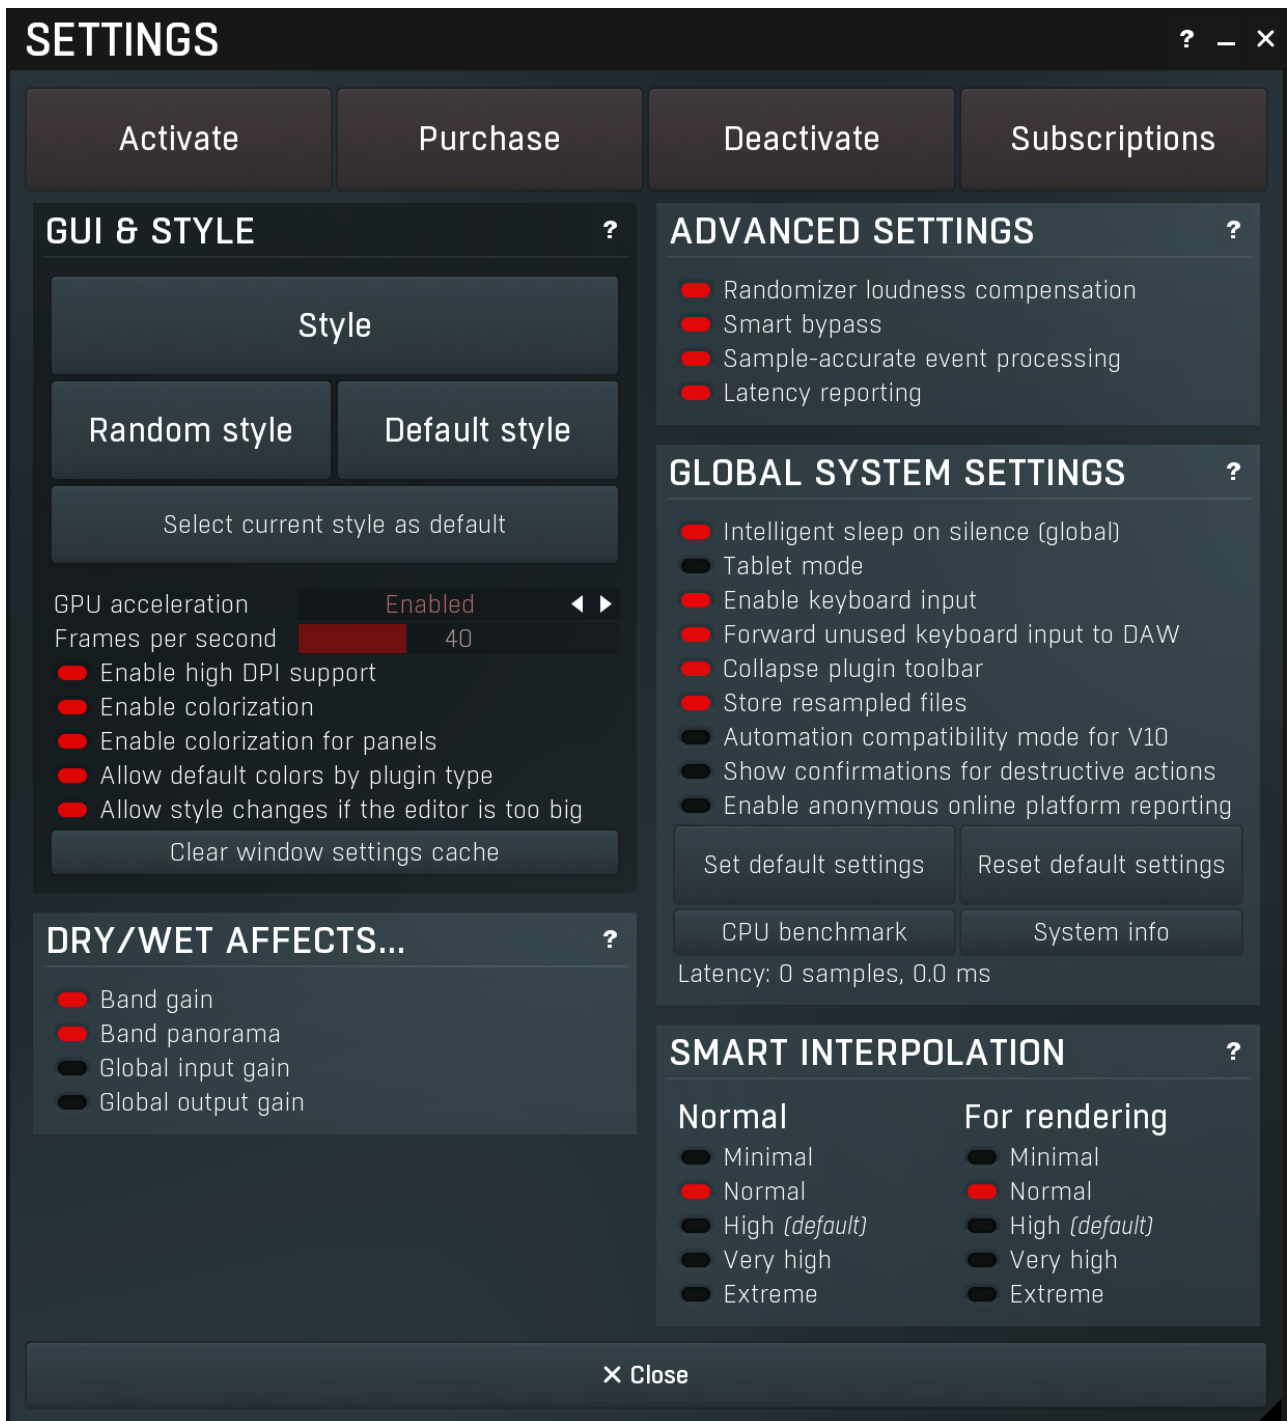 SETTINGS
? _ ×
Activate Purchase Deactivate Subscriptions
GUI & STYLE ?
Style
Random style Default style
Select current style as default
GPU acceleration Enabled
Frames per second 40
Enable high DPI support
Enable colorization
Enable colorization for panels
Allow default colors by plugin type
Allow style changes if the editor is too big
Clear window settings cache
DRY/WET AFFECTS... ?
Band gain
Band panorama
Global input gain
Global output gain
ADVANCED SETTINGS ?
Randomizer loudness compensation
Smart bypass
Sample-accurate event processing
Latency reporting
GLOBAL SYSTEM SETTINGS ?
Intelligent sleep on silence (global)
Tablet mode
Enable keyboard input
Forward unused keyboard input to DAW
Collapse plugin toolbar
Store resampled files
Automation compatibility mode for V10
Show confirmations for destructive actions
Enable anonymous online platform reporting
Set default settings Reset default settings
CPU benchmark System info
Latency: 0 samples, 0.0 ms
SMART INTERPOLATION ?
Normal For rendering
Minimal Minimal
Normal Normal
High (default) High (default)
Very high Very high
Extreme Extreme
× Close